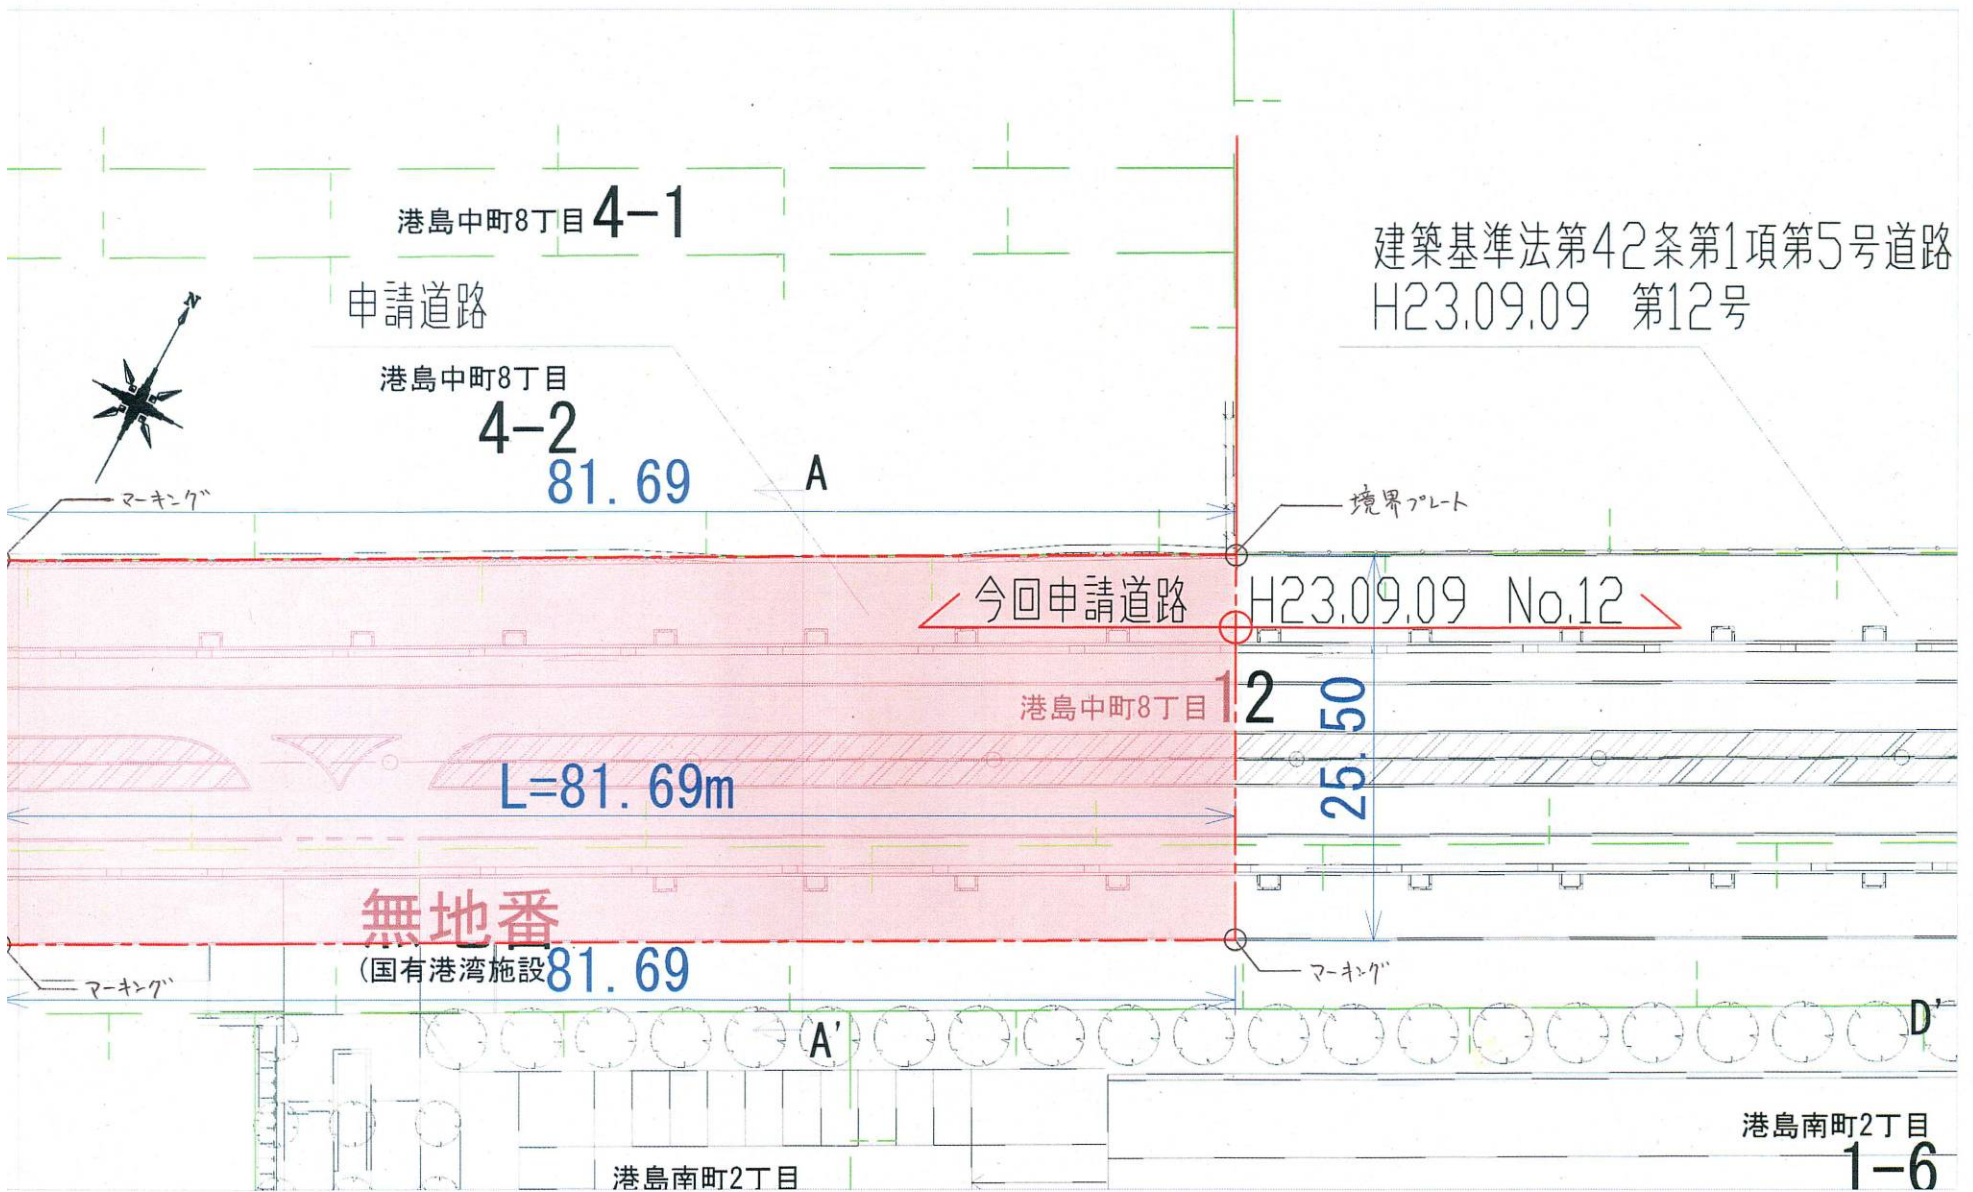 港島中町8丁目 4-1
建築基準法第42条第1項第5号道路
H23.09.09 第12号
申請道路
N
港島中町8丁目
4-2
81.69
A
マーキング
境界プレート
今回申請道路
H23.09.09 No.12
港島中町8丁目 12
25.50
L=81.69m
無地番
(国有港湾施設
81.69
マーキング
マーキング
A'
D'
港島南町2丁目
1-6
港島南町2丁目